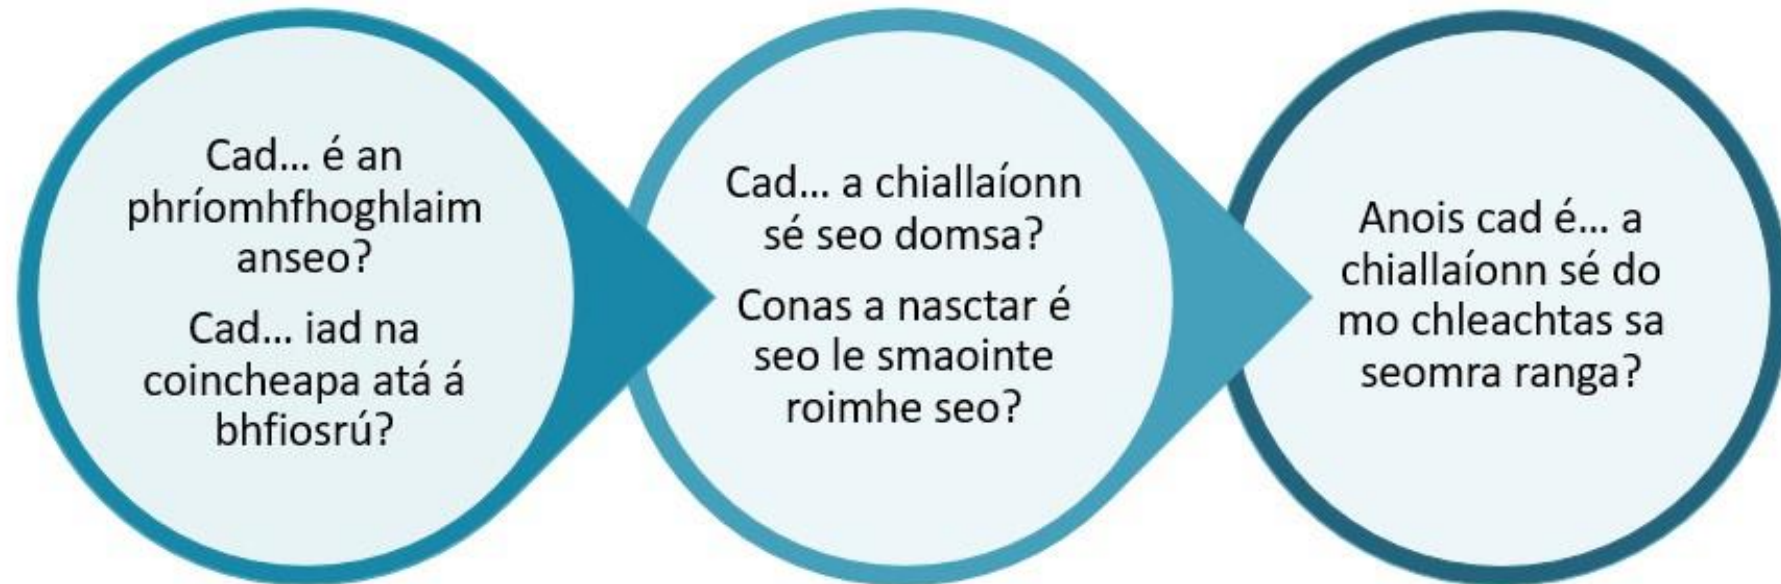 Cad... é an
phríomhfhoghlaim
anseo?
Cad... iad na
coincheapa atá á
bhfiosrú?
Cad... a chiallaíonn
sé seo domsa?
Conas a nasctar é
seo le smaointe
roimhe seo?
Anois cad é... a
chiallaíonn sé do
mo chleachtas sa
seomra ranga?